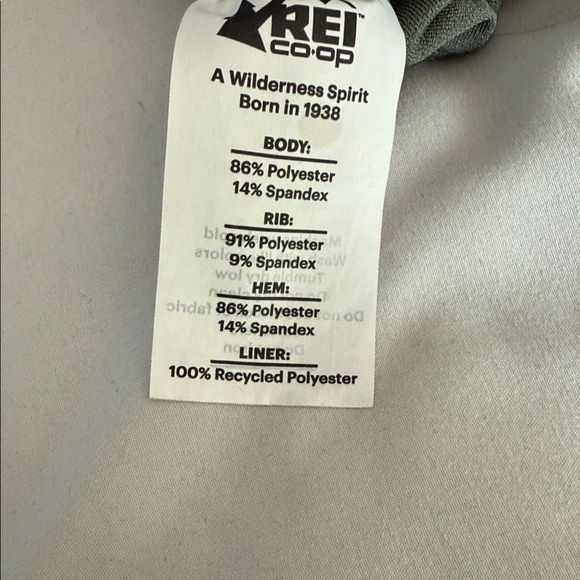 REI™
co·op
A Wilderness Spirit
Born in 1938
BODY:
86% Polyester
14% Spandex
RIB:
91% Polyester
9% Spandex
HEM:
86% Polyester
14% Spandex
LINER:
100% Recycled Polyester